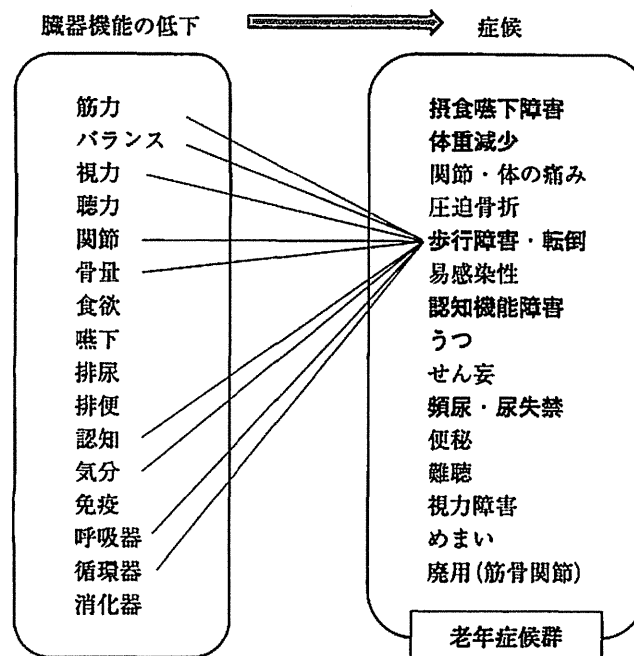 臓器機能の低下
症候
筋力
バランス
視力
聴力
関節
骨量
食欲
嚥下
排尿
排便
認知
気分
免疫
呼吸器
循環器
消化器
摂食嚥下障害
体重減少
関節・体の痛み
圧迫骨折
歩行障害・転倒
易感染性
認知機能障害
うつ
せん妄
頻尿・尿失禁
便秘
難聴
視力障害
めまい
廃用(筋骨関節)
老年症候群